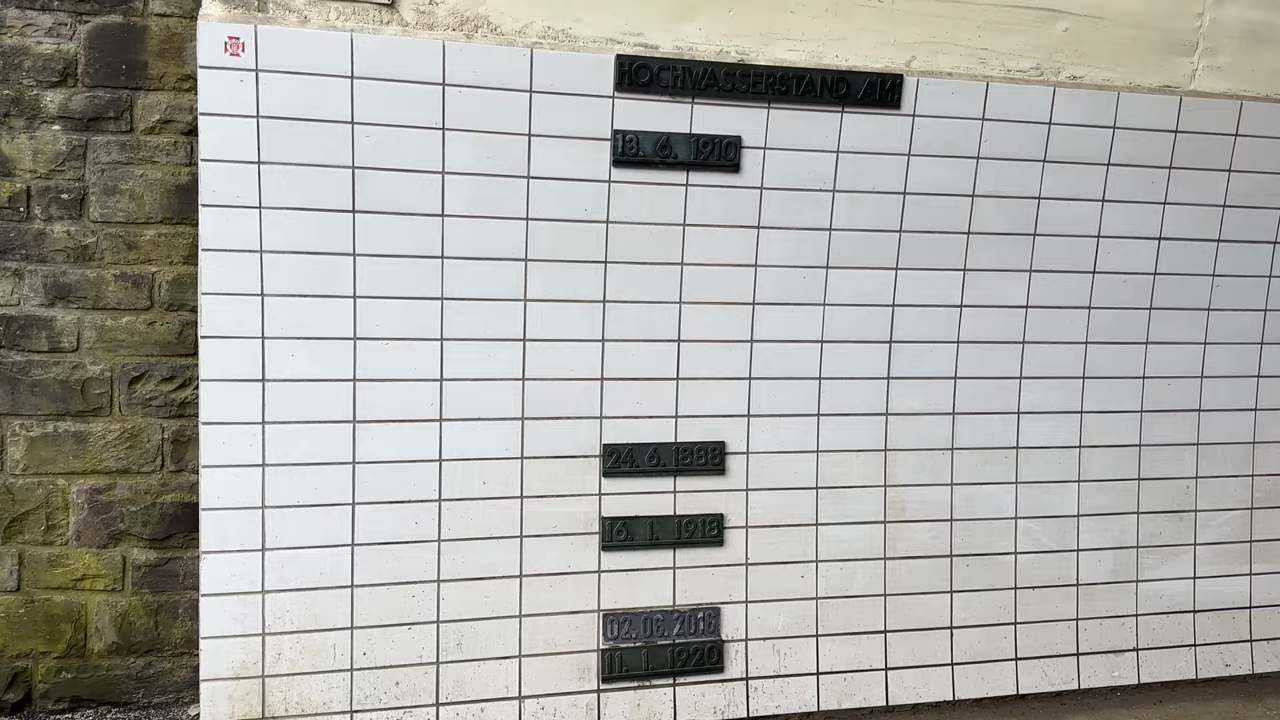 HOCHWASSERSTAND AM:
13. 6. 1910
24. 6. 1888
16. 1. 1918
02. 06. 2016
11. 1. 1920